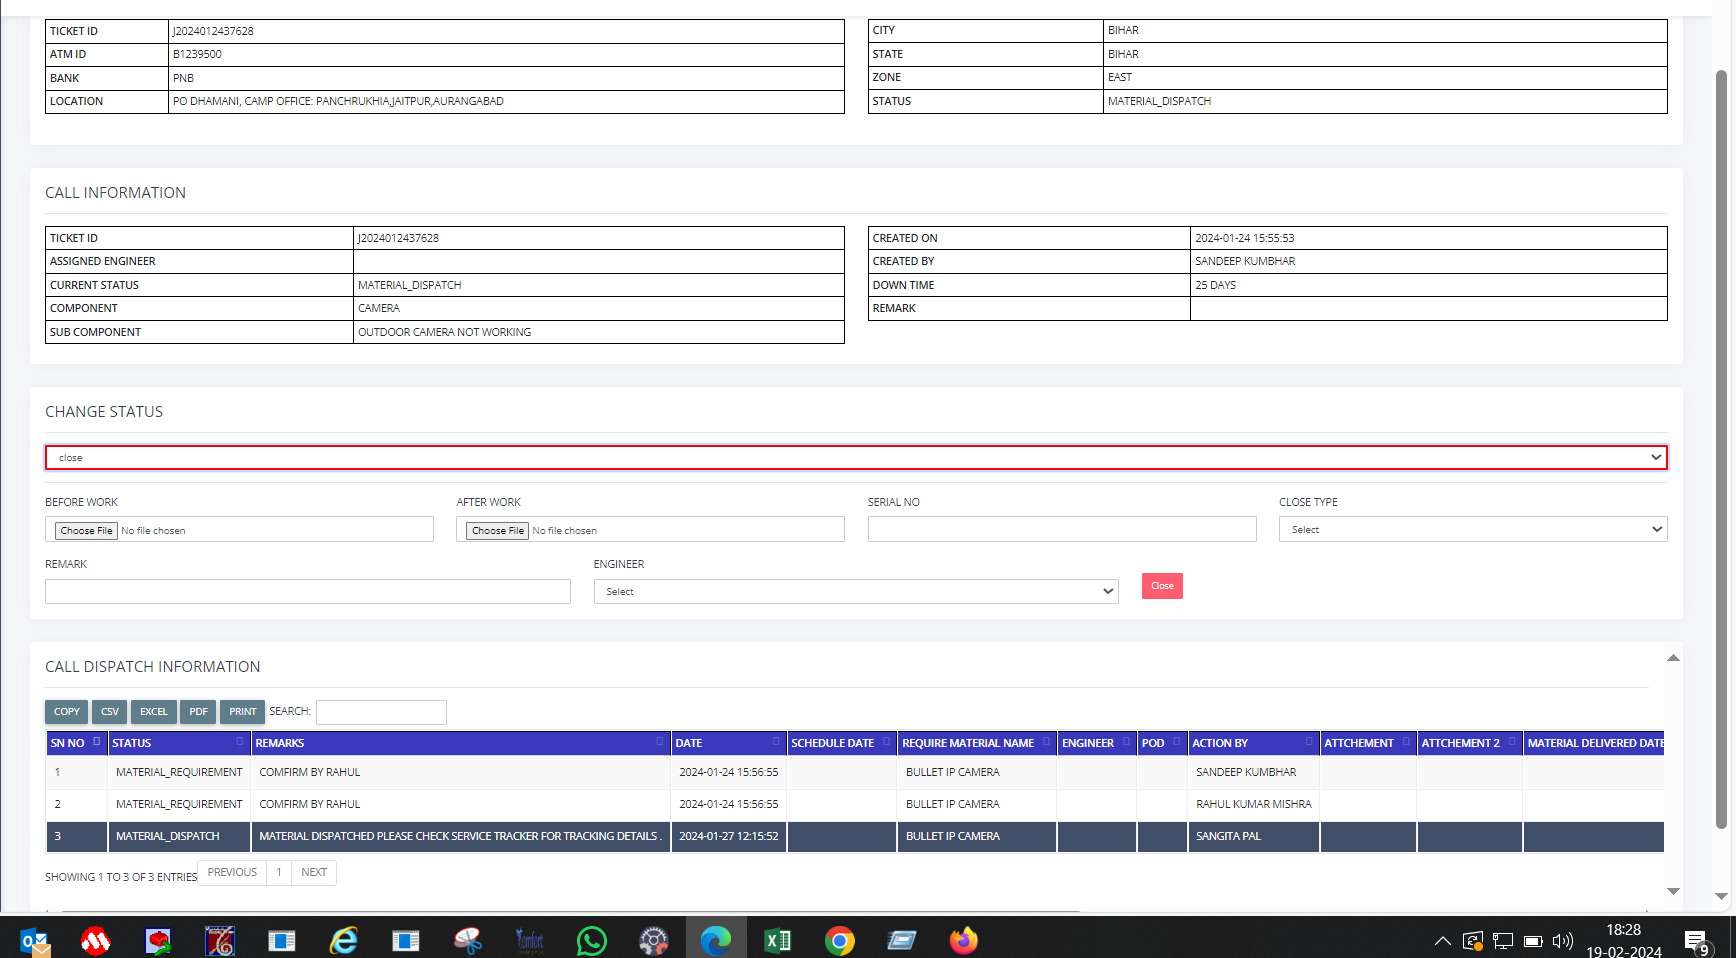 TICKET ID J2024012437628
ATM ID B1239500
BANK PNB
LOCATION PO DHAMANI, CAMP OFFICE: PANCHRUKHIA,JAITPUR,AURANGABAD
CITY BIHAR
STATE BIHAR
ZONE EAST
STATUS MATERIAL_DISPATCH
CALL INFORMATION
TICKET ID J2024012437628
ASSIGNED ENGINEER
CURRENT STATUS MATERIAL_DISPATCH
COMPONENT CAMERA
SUB COMPONENT OUTDOOR CAMERA NOT WORKING
CREATED ON 2024-01-24 15:55:53
CREATED BY SANDEEP KUMBHAR
DOWN TIME 25 DAYS
REMARK
CHANGE STATUS
close
BEFORE WORK AFTER WORK SERIAL NO CLOSE TYPE
Choose File No file chosen Choose File No file chosen Select
REMARK ENGINEER
Select Close
CALL DISPATCH INFORMATION
COPY CSV EXCEL PDF PRINT SEARCH:
SN NO STATUS REMARKS DATE SCHEDULE DATE REQUIRE MATERIAL NAME ENGINEER POD ACTION BY ATTCHEMENT ATTCHEMENT 2 MATERIAL DELIVERED DATE
1 MATERIAL_REQUIREMENT COMFIRM BY RAHUL 2024-01-24 15:56:55 BULLET IP CAMERA SANDEEP KUMBHAR
2 MATERIAL_REQUIREMENT COMFIRM BY RAHUL 2024-01-24 15:56:55 BULLET IP CAMERA RAHUL KUMAR MISHRA
3 MATERIAL_DISPATCH MATERIAL DISPATCHED PLEASE CHECK SERVICE TRACKER FOR TRACKING DETAILS . 2024-01-27 12:15:52 BULLET IP CAMERA SANGITA PAL
SHOWING 1 TO 3 OF 3 ENTRIES PREVIOUS 1 NEXT
18:28
19-02-2024
9